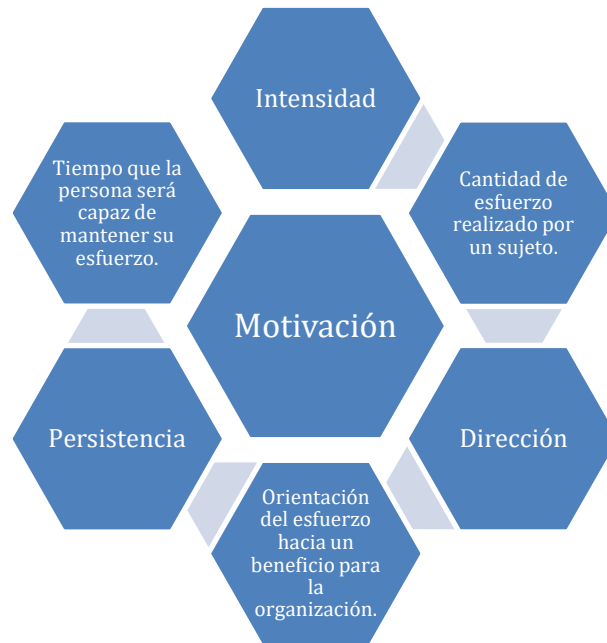 Intensidad
Cantidad de
esfuerzo
realizado por
un sujeto.
Dirección
Orientación
del esfuerzo
hacia un
beneficio para
la
organización.
Persistencia
Tiempo que la
persona será
capaz de
mantener su
esfuerzo.
Motivación